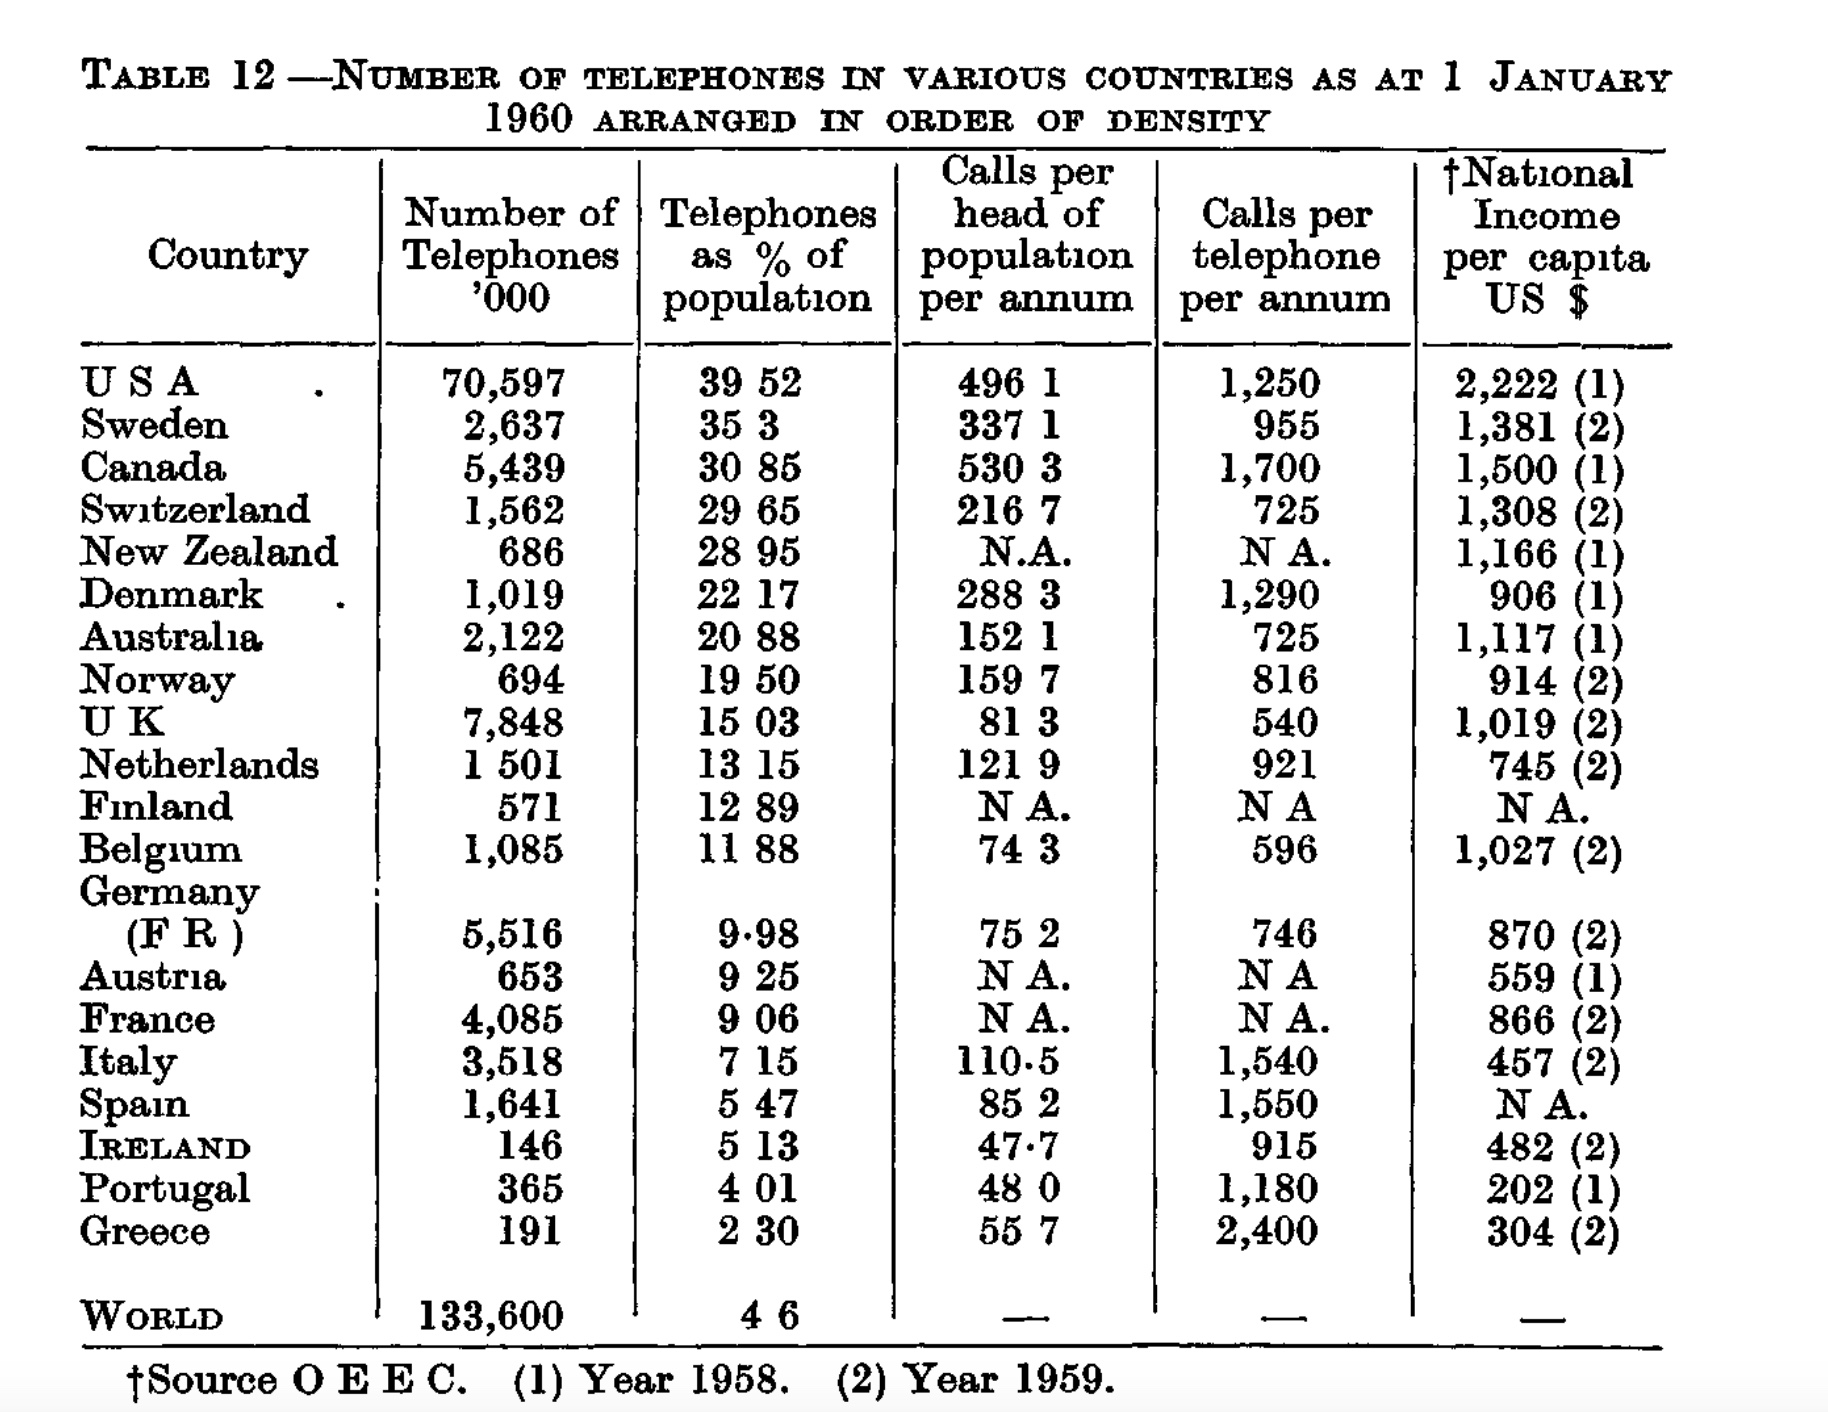 TABLE 12 —NUMBER OF TELEPHONES IN VARIOUS COUNTRIES AS AT 1 JANUARY
1960 ARRANGED IN ORDER OF DENSITY
Country | Number of Telephones '000 | Telephones as % of population | Calls per head of population per annum | Calls per telephone per annum | †National Income per capita US $
U S A . 70,597 39 52 496 1 1,250 2,222 (1)
Sweden 2,637 35 3 337 1 955 1,381 (2)
Canada 5,439 30 85 530 3 1,700 1,500 (1)
Switzerland 1,562 29 65 216 7 725 1,308 (2)
New Zealand 686 28 95 N.A. N A. 1,166 (1)
Denmark . 1,019 22 17 288 3 1,290 906 (1)
Australia 2,122 20 88 152 1 725 1,117 (1)
Norway 694 19 50 159 7 816 914 (2)
U K 7,848 15 03 81 3 540 1,019 (2)
Netherlands 1 501 13 15 121 9 921 745 (2)
Finland 571 12 89 N A. N A N A.
Belgium 1,085 11 88 74 3 596 1,027 (2)
Germany
(F R ) 5,516 9·98 75 2 746 870 (2)
Austria 653 9 25 N A. N A 559 (1)
France 4,085 9 06 N A. N A. 866 (2)
Italy 3,518 7 15 110·5 1,540 457 (2)
Spain 1,641 5 47 85 2 1,550 N A.
IRELAND 146 5 13 47·7 915 482 (2)
Portugal 365 4 01 48 0 1,180 202 (1)
Greece 191 2 30 55 7 2,400 304 (2)
WORLD 133,600 4 6 — — —
†Source O E E C. (1) Year 1958. (2) Year 1959.